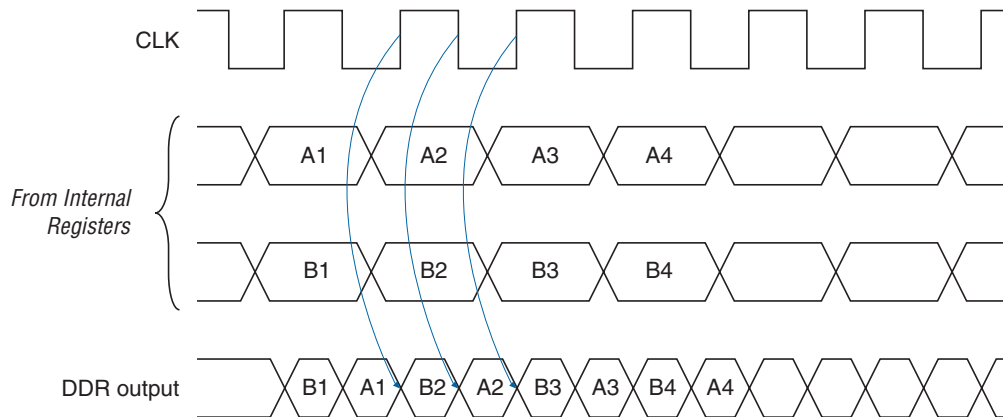 CLK
A1 A2 A3 A4
From Internal
Registers
B1 B2 B3 B4
DDR output B1 A1 B2 A2 B3 A3 B4 A4